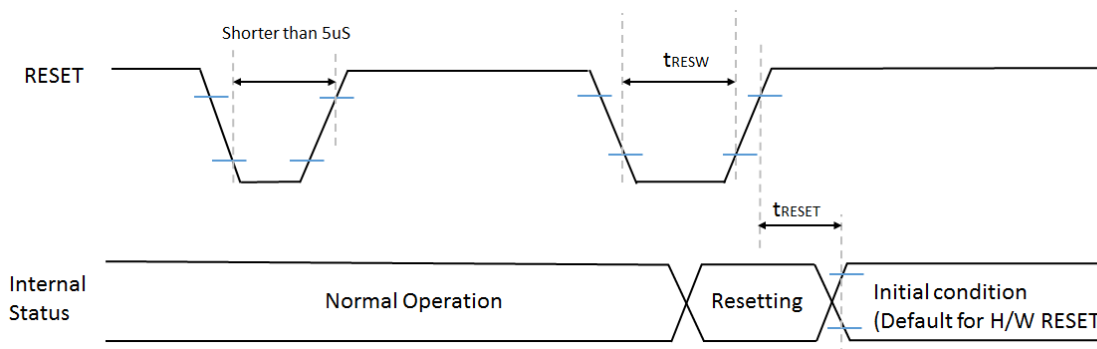 Shorter than 5uS
RESET
tRESW
tRESET
Internal
Status
Normal Operation
Resetting
Initial condition
(Default for H/W RESET